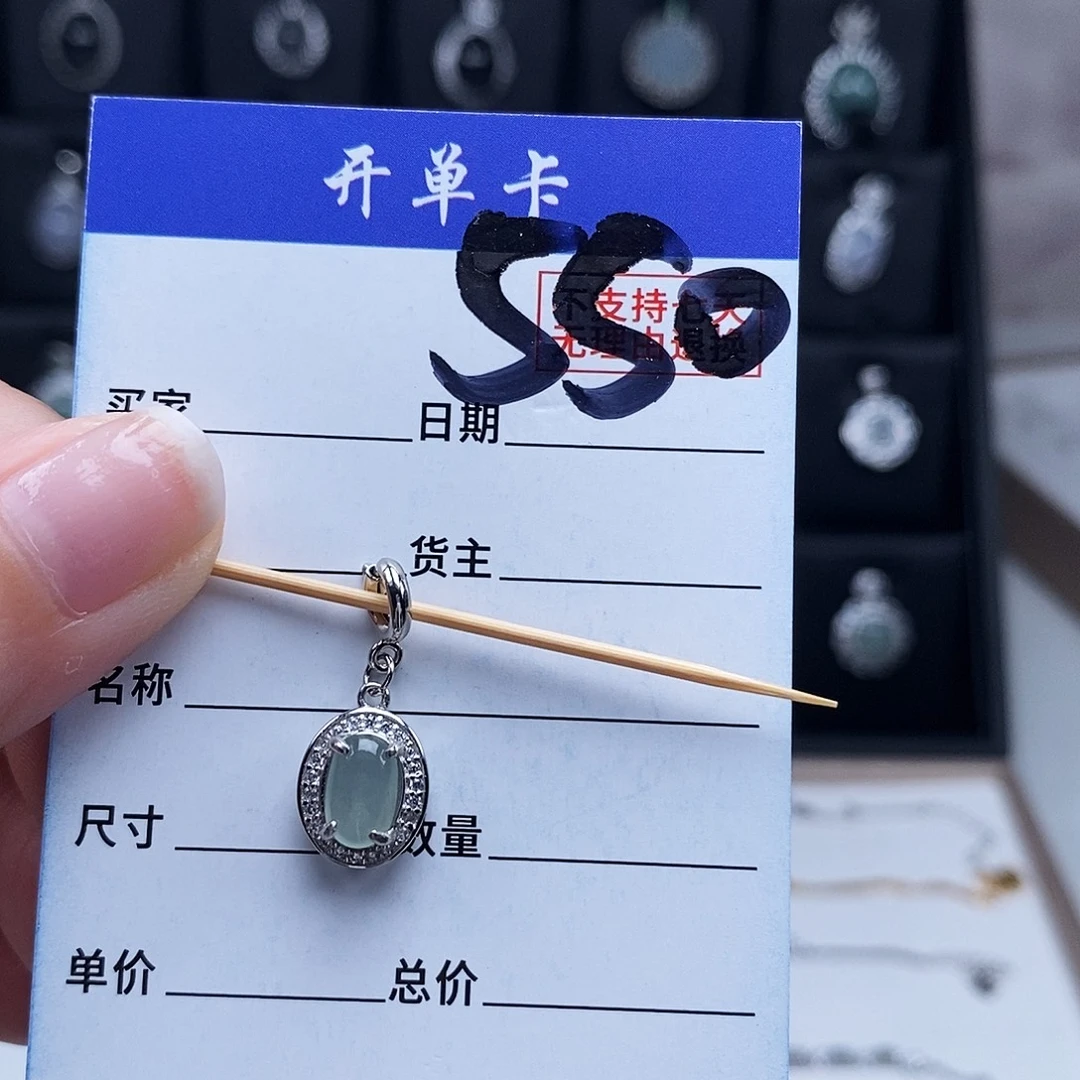 开单卡
550
不支持七天
无理由退换
买家 日期
货主
名称
尺寸 数量
单价 总价